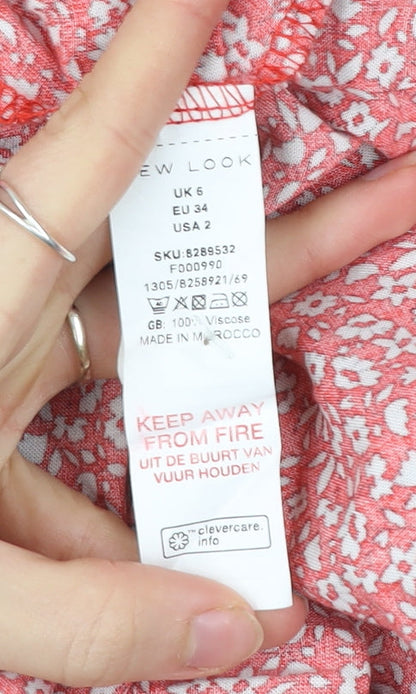 EW LOOK
UK 6
EU 34
USA 2
SKU:8289532
F000990
1305/8258921/69
GB: 100% Viscose
MADE IN MOROCCO
KEEP AWAY
FROM FIRE
UIT DE BUURT VAN
VUUR HOUDEN
™clevercare.
info